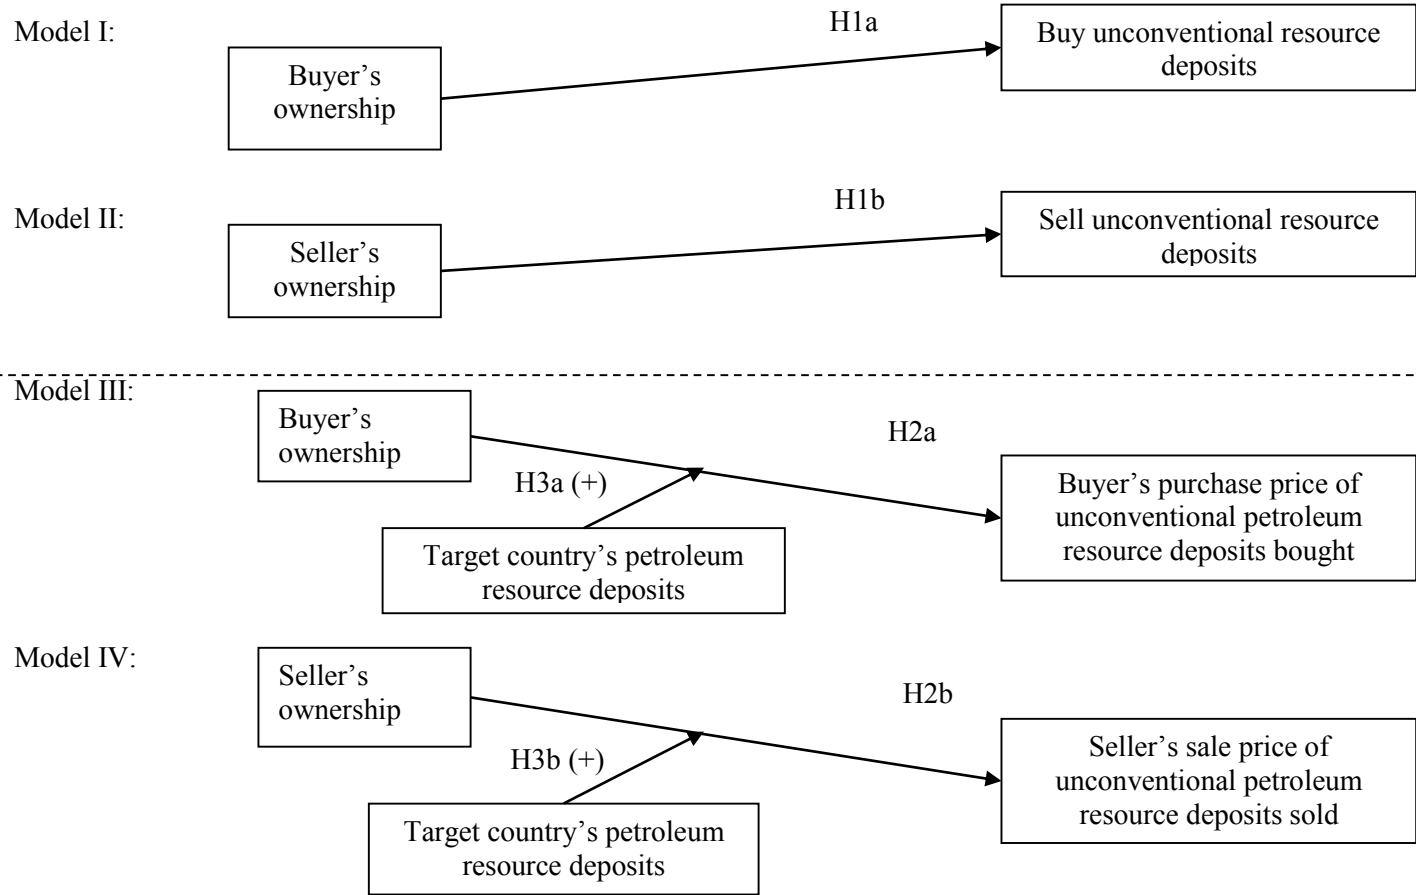 Model I:
H1a
Buyer’s
ownership
Buy unconventional resource
deposits
Model II:
H1b
Seller’s
ownership
Sell unconventional resource
deposits
Model III:
Buyer’s
ownership
H2a
H3a (+)
Target country’s petroleum
resource deposits
Buyer’s purchase price of
unconventional petroleum
resource deposits bought
Model IV:
Seller’s
ownership
H2b
H3b (+)
Target country’s petroleum
resource deposits
Seller’s sale price of
unconventional petroleum
resource deposits sold